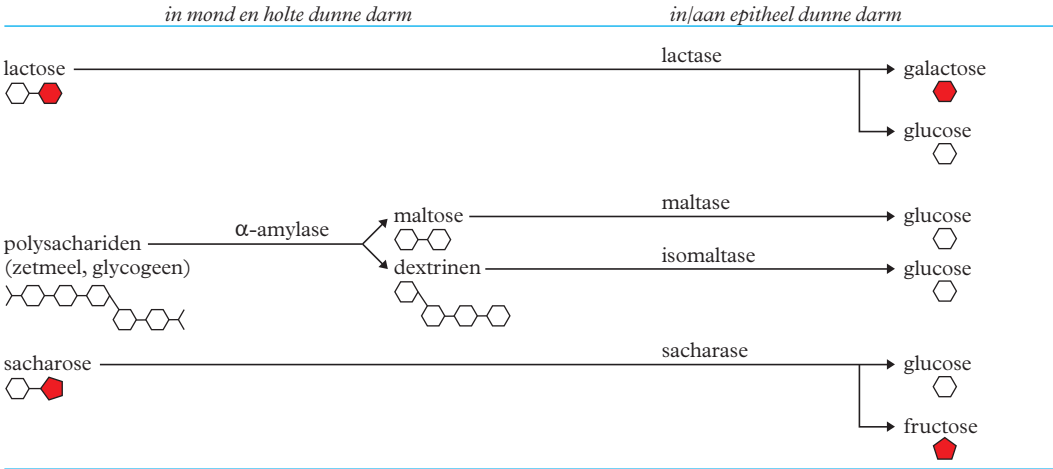 in mond en holte dunne darm
in/aan epitheel dunne darm
lactose
lactase
galactose
glucose
polysachariden
(zetmeel, glycogeen)
α-amylase
maltose
maltase
glucose
dextrinen
isomaltase
glucose
sacharose
sacharase
glucose
fructose